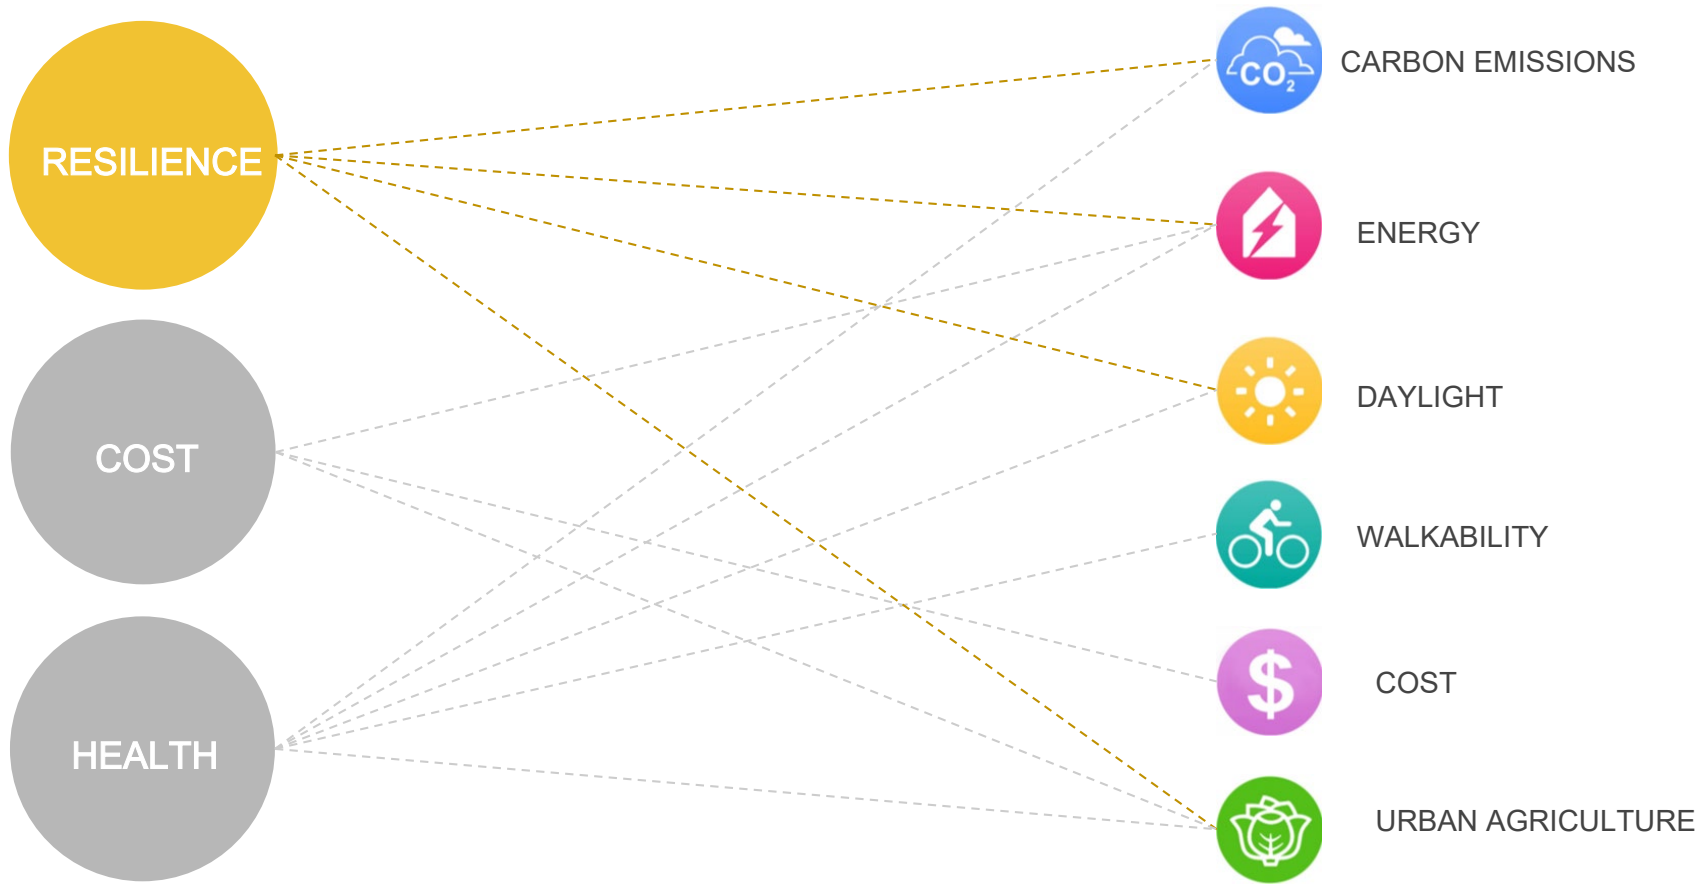 RESILIENCE
COST
HEALTH
CO2
CARBON EMISSIONS
ENERGY
DAYLIGHT
WALKABILITY
$
COST
URBAN AGRICULTURE